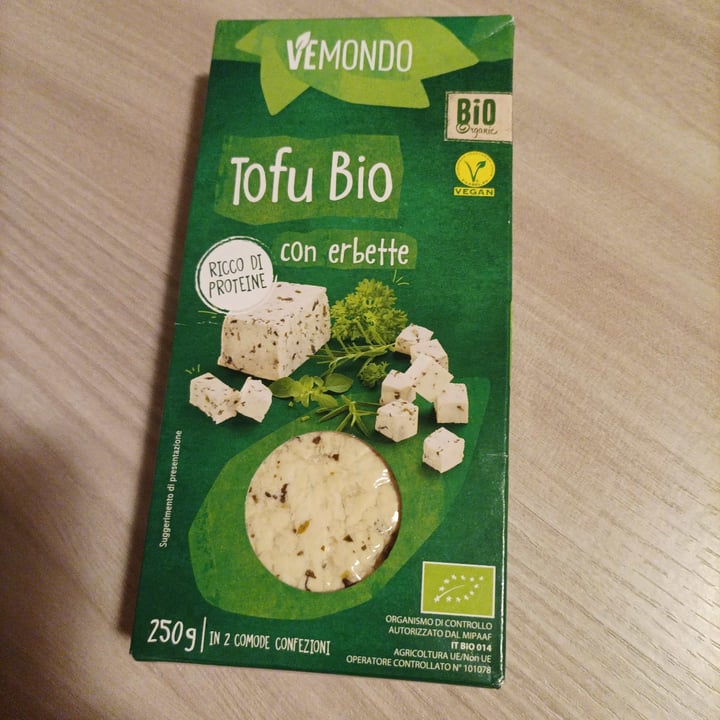 VEMONDO
BiO
Organic
Tofu Bio
VEGAN
con erbette
RICCO DI
PROTEINE
Suggerimento di presentazione
250g | IN 2 COMODE CONFEZIONI
ORGANISMO DI CONTROLLO
AUTORIZZATO DAL MIPAAF
IT BIO 014
AGRICOLTURA UE/Non UE
OPERATORE CONTROLLATO N° 101078